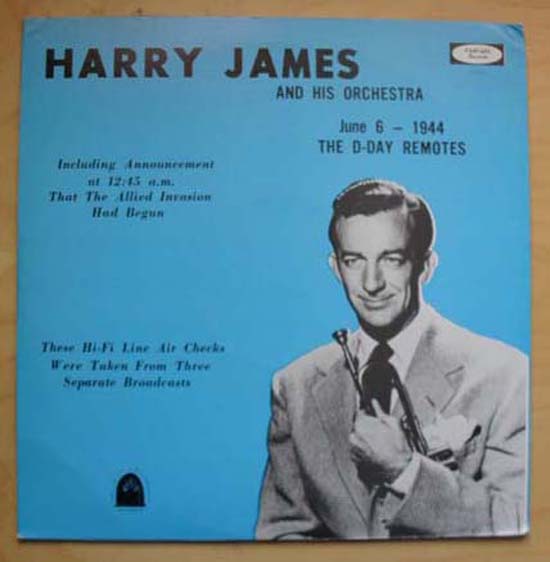 HARRY JAMES
AND HIS ORCHESTRA
June 6 – 1944
THE D-DAY REMOTES
Including Announcement
at 12:45 a.m.
That The Allied Invasion
Had Begun
These Hi-Fi Line Air Checks
Were Taken From Three
Separate Broadcasts